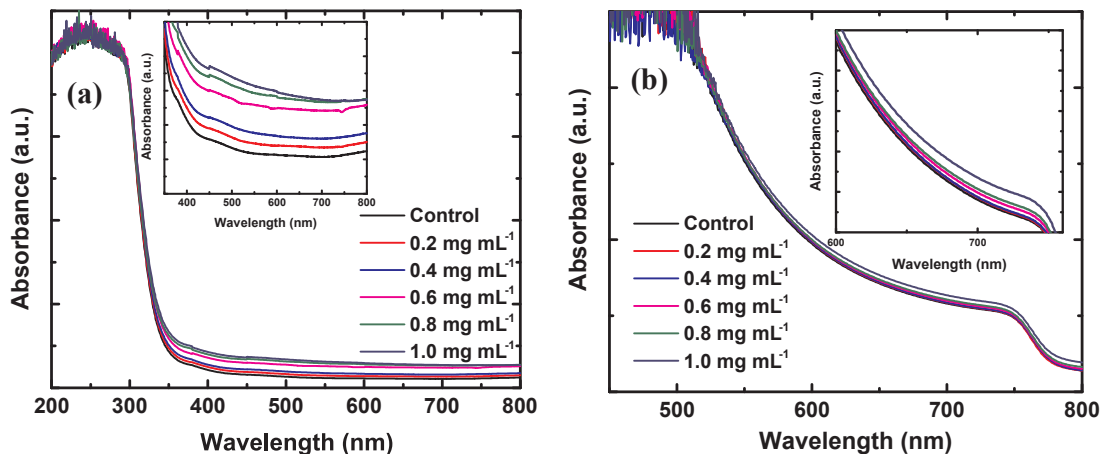 (a)
Absorbance (a.u.)
Absorbance (a.u.)
400 500 600 700 800
Wavelength (nm)
Control
0.2 mg mL⁻¹
0.4 mg mL⁻¹
0.6 mg mL⁻¹
0.8 mg mL⁻¹
1.0 mg mL⁻¹
200 300 400 500 600 700 800
Wavelength (nm)
(b)
Absorbance (a.u.)
Absorbance (a.u.)
600 700
Wavelength (nm)
Control
0.2 mg mL⁻¹
0.4 mg mL⁻¹
0.6 mg mL⁻¹
0.8 mg mL⁻¹
1.0 mg mL⁻¹
500 600 700 800
Wavelength (nm)